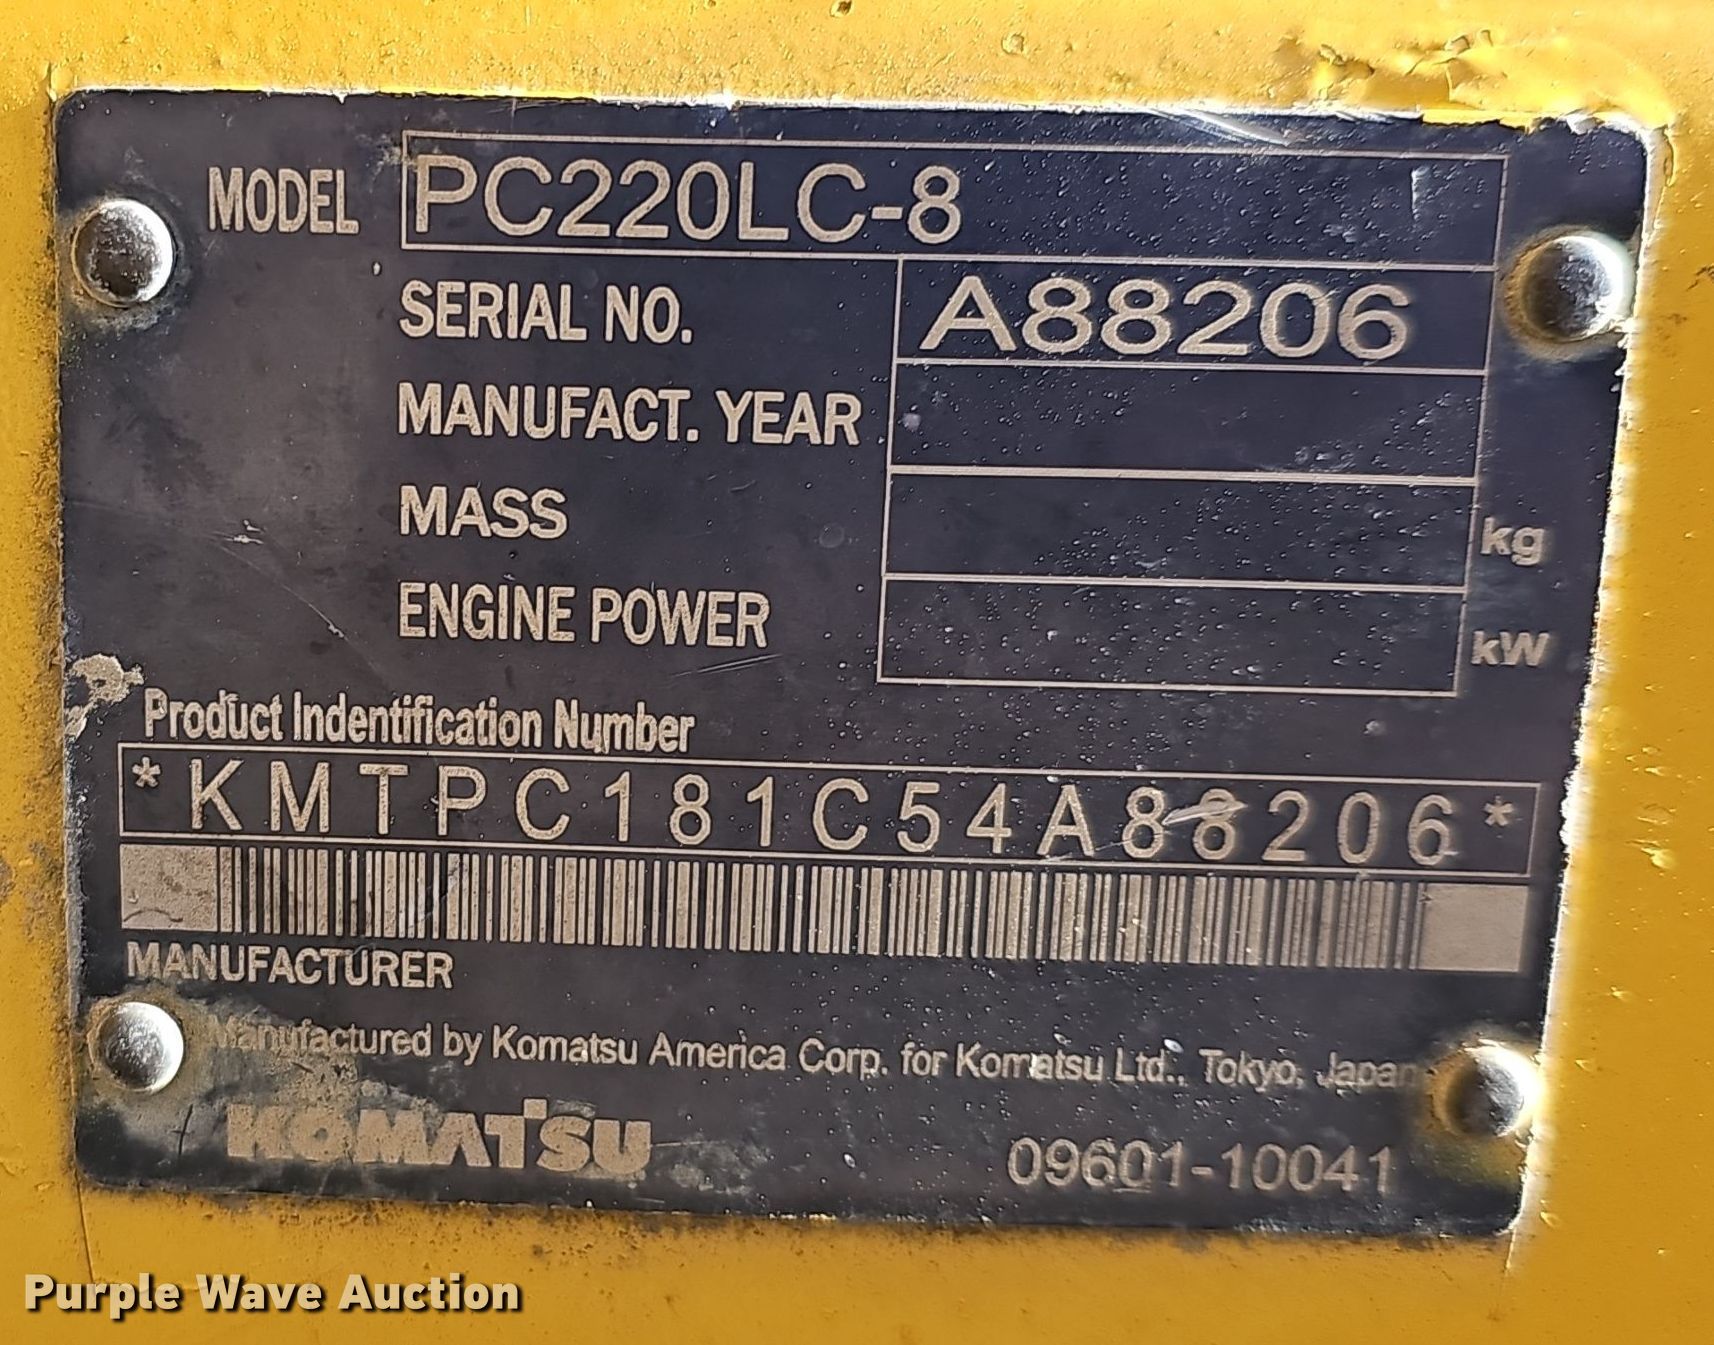 MODEL PC220LC-8
SERIAL NO. A88206
MANUFACT. YEAR
MASS kg
ENGINE POWER kW
Product Indentification Number
*KMTPC181C54A88206*
MANUFACTURER
Manufactured by Komatsu America Corp. for Komatsu Ltd., Tokyo, Japan
KOMATSU
09601-10041
Purple Wave Auction